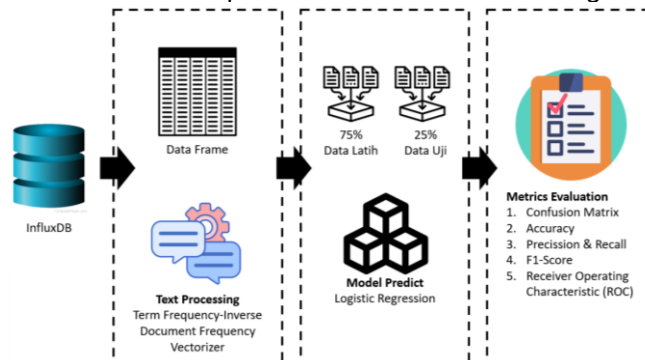 InfluxDB
Data Frame
Text Processing
Term Frequency-Inverse
Document Frequency
Vectorizer
75%
Data Latih
25%
Data Uji
Model Predict
Logistic Regression
Metrics Evaluation
1. Confusion Matrix
2. Accuracy
3. Precission & Recall
4. F1-Score
5. Receiver Operating
Characteristic (ROC)